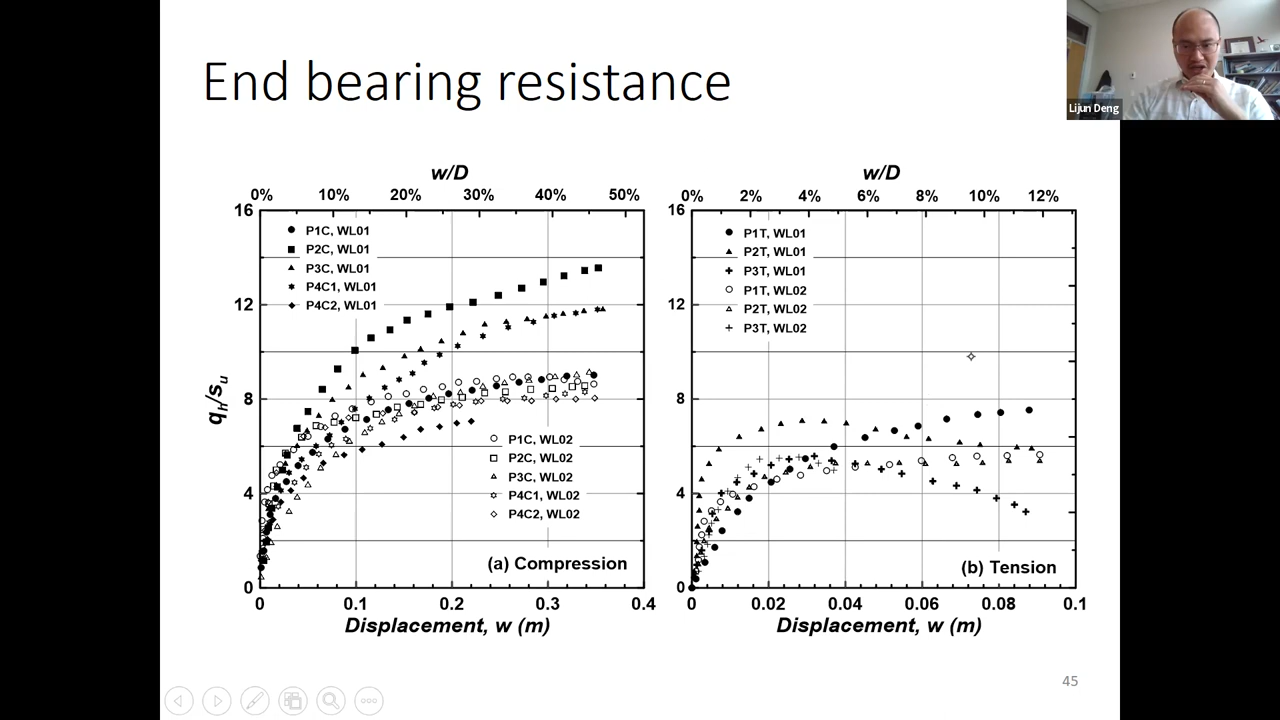 End bearing resistance
Lijun Deng
w/D
0% 10% 20% 30% 40% 50%
16
12
8
4
0
qh/su
P1C, WL01
P2C, WL01
P3C, WL01
P4C1, WL01
P4C2, WL01
P1C, WL02
P2C, WL02
P3C, WL02
P4C1, WL02
P4C2, WL02
(a) Compression
0 0.1 0.2 0.3 0.4
Displacement, w (m)
w/D
0% 2% 4% 6% 8% 10% 12%
16
12
8
4
0
P1T, WL01
P2T, WL01
P3T, WL01
P1T, WL02
P2T, WL02
P3T, WL02
(b) Tension
0 0.02 0.04 0.06 0.08 0.1
Displacement, w (m)
45